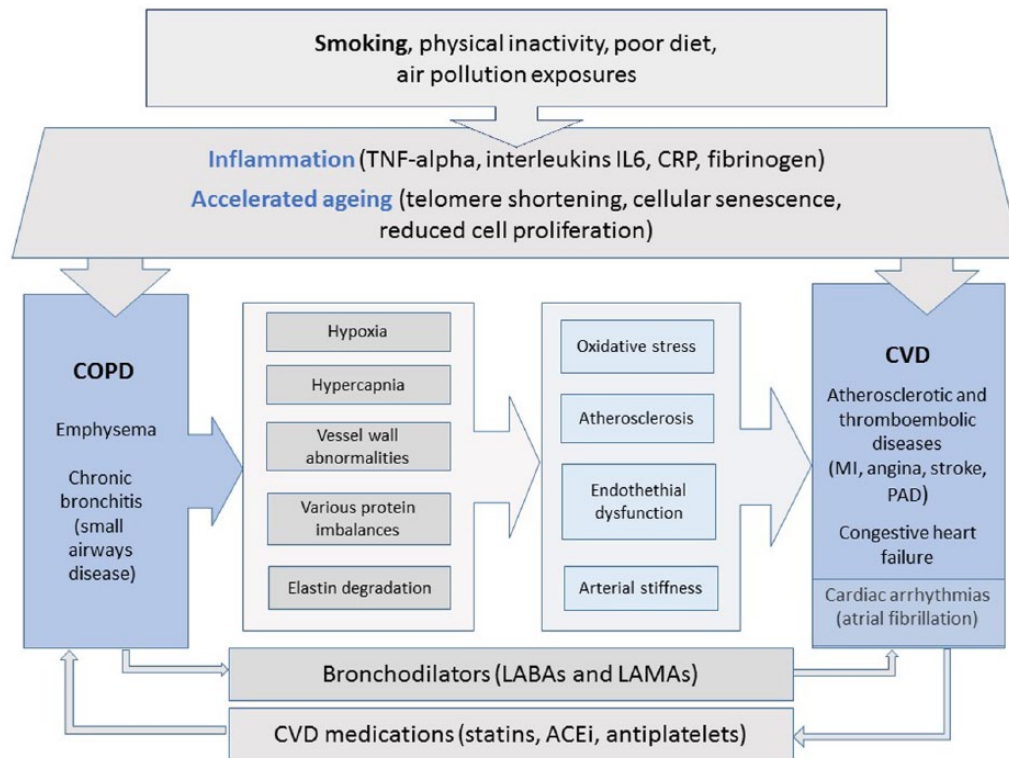 Smoking, physical inactivity, poor diet,
air pollution exposures
Inflammation (TNF-alpha, interleukins IL6, CRP, fibrinogen)
Accelerated ageing (telomere shortening, cellular senescence,
reduced cell proliferation)
COPD
Emphysema
Chronic
bronchitis
(small
airways
disease)
Hypoxia
Hypercapnia
Vessel wall
abnormalities
Various protein
imbalances
Elastin degradation
Oxidative stress
Atherosclerosis
Endothethial
dysfunction
Arterial stiffness
CVD
Atherosclerotic and
thromboembolic
diseases
(MI, angina, stroke,
PAD)
Congestive heart
failure
Cardiac arrhythmias
(atrial fibrillation)
Bronchodilators (LABAs and LAMAs)
CVD medications (statins, ACEi, antiplatelets)